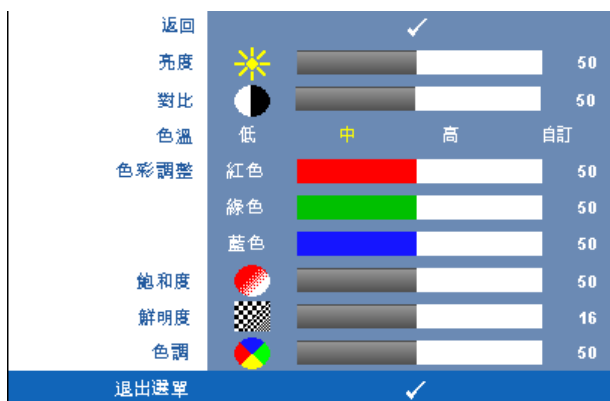 返回
亮度 50
對比 50
色溫 低 中 高 自訂
色彩調整 紅色 50
綠色 50
藍色 50
飽和度 50
鮮明度 16
色調 50
退出選單